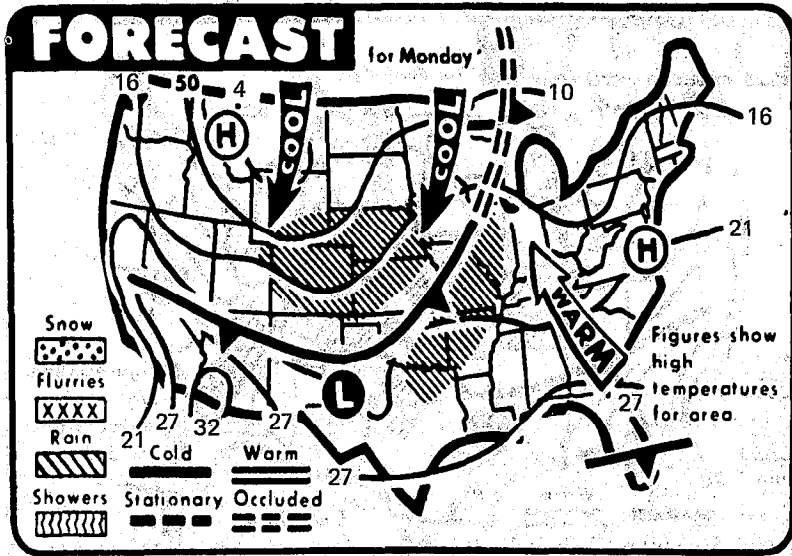 FORECAST
for Monday
16 50 4
10
16
H
COOL
COOL
H
21
WARM
L
Snow
Flurries
XXXX
Rain
Showers
21 27 32 27
27
27
Cold Warm
Stationary Occluded
Figures show
high
temperatures
for area.